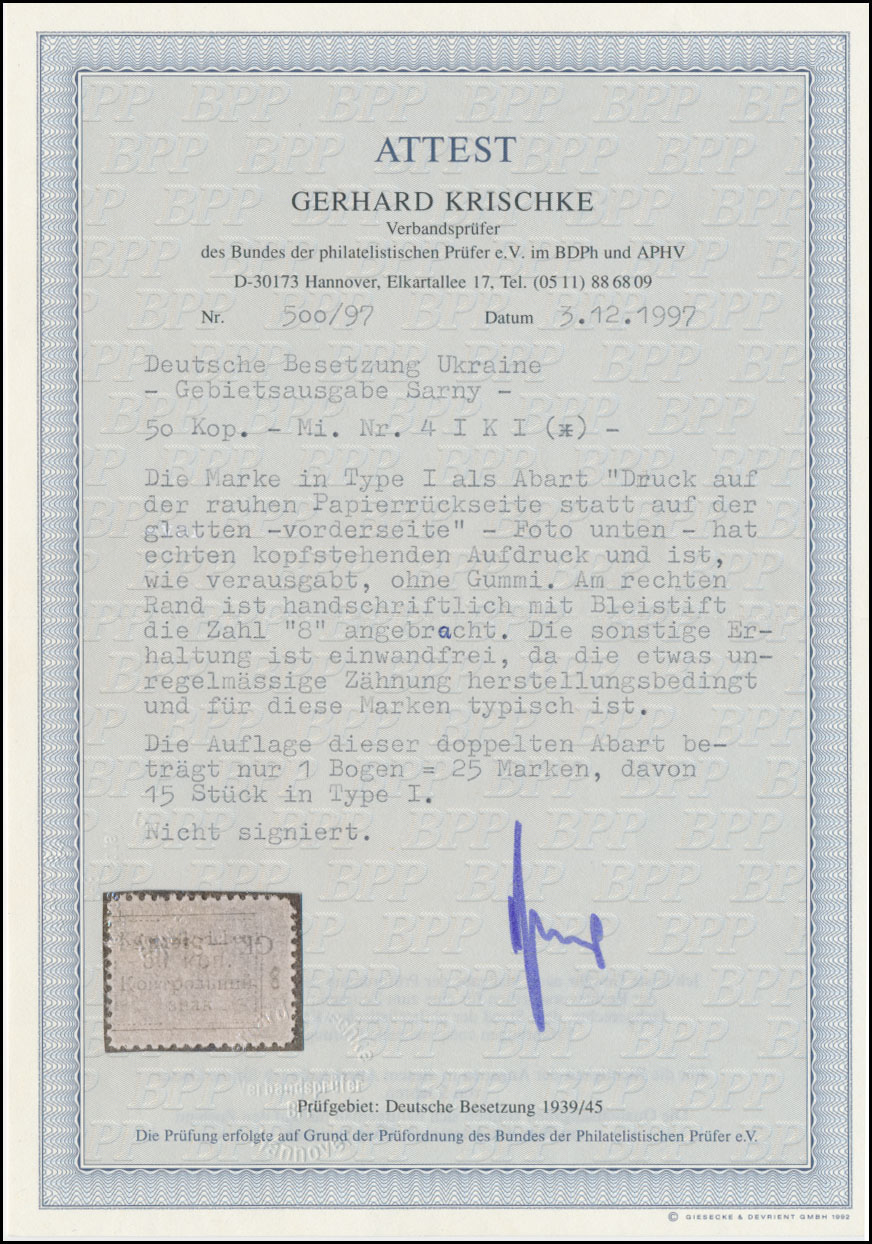 ATTEST
GERHARD KRISCHKE
Verbandsprüfer
des Bundes der philatelistischen Prüfer e.V. im BDPh und APHV
D-30173 Hannover, Elkartallee 17, Tel. (05 11) 88 68 09
Nr. 500/97 Datum 3.12.1997
Deutsche Besetzung Ukraine
- Gebietsausgabe Sarny -
50 Kop. - Mi. Nr. 4 I K I (*) -
Die Marke in Type I als Abart "Druck auf
der rauhen Papierrückseite statt auf der
glatten -vorderseite" - Foto unten - hat
echten kopfstehenden Aufdruck und ist,
wie verausgabt, ohne Gummi. Am rechten
Rand ist handschriftlich mit Bleistift
die Zahl "8" angebracht. Die sonstige Er-
haltung ist einwandfrei, da die etwas un-
regelmässige Zähnung herstellungsbedingt
und für diese Marken typisch ist.
Die Auflage dieser doppelten Abart be-
trägt nur 1 Bogen = 25 Marken, davon
15 Stück in Type I.
Nicht signiert.
Verbandsprüfer
Hannover
Prüfgebiet: Deutsche Besetzung 1939/45
Die Prüfung erfolgte auf Grund der Prüfordnung des Bundes der Philatelistischen Prüfer e.V.
© GIESECKE & DEVRIENT GMBH 1992